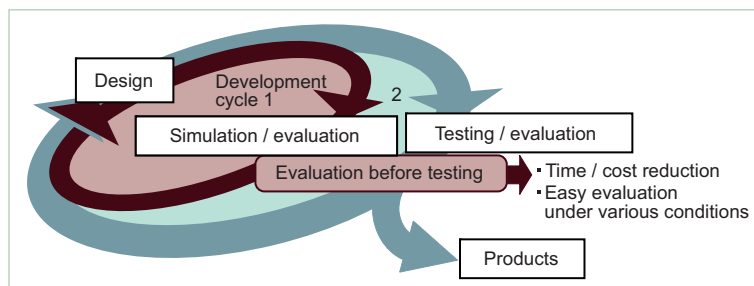 Design
Development
cycle 1
2
Simulation / evaluation
Testing / evaluation
Evaluation before testing
・Time / cost reduction
・Easy evaluation
under various conditions
Products